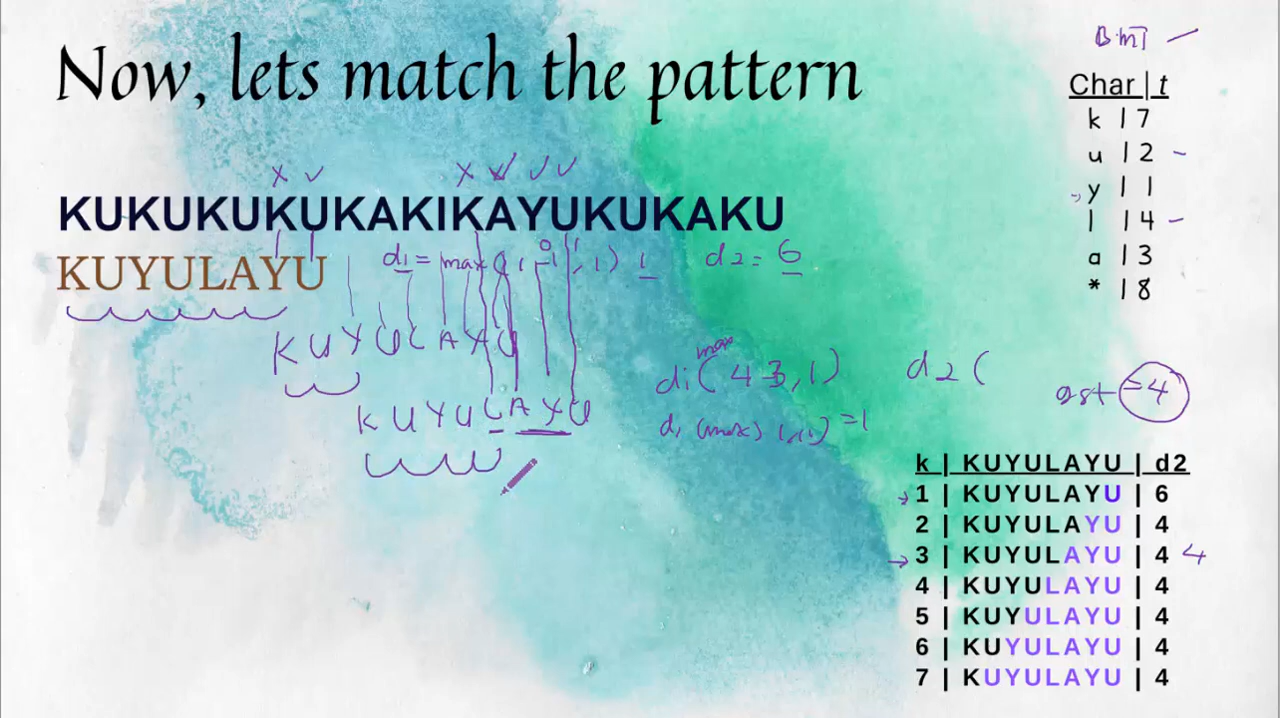 Now, lets match the pattern
BMT
Char | t
k | 7
u | 2
y | 1
l | 4
a | 3
* | 8
KUKUKUKUKAKIKAYUKUKAKU
KUYULAYU
d1 = max ( 1 , 1 ) 1
d2 = 6
KUYULAYU
KUYULAYU
max
d1 ( 4-3, 1 )
d2 (
d1 (max) =1
gst = 4
k | KUYULAYU | d2
1 | KUYULAYU | 6
2 | KUYULAYU | 4
3 | KUYULAYU | 4 4
4 | KUYULAYU | 4
5 | KUYULAYU | 4
6 | KUYULAYU | 4
7 | KUYULAYU | 4